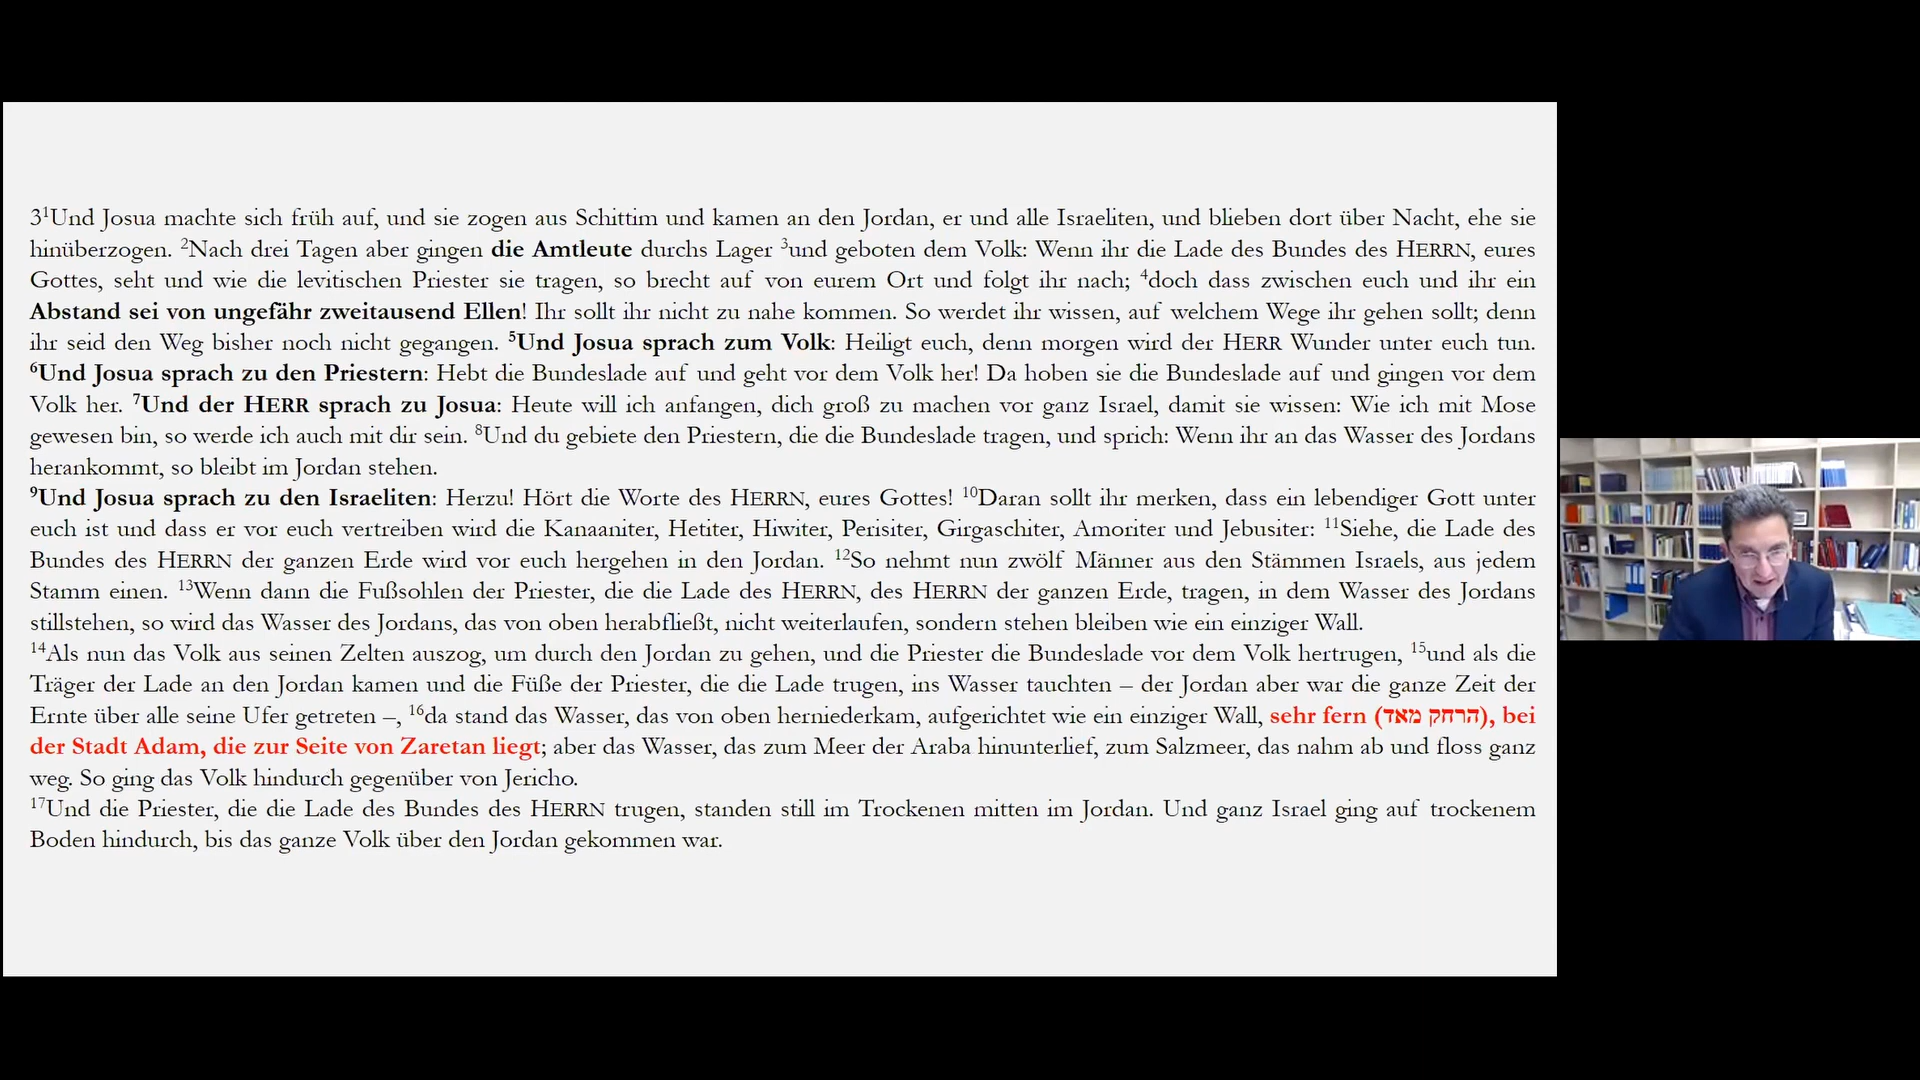 3¹Und Josua machte sich früh auf, und sie zogen aus Schittim und kamen an den Jordan, er und alle Israeliten, und blieben dort über Nacht, ehe sie
hinüberzogen. ²Nach drei Tagen aber gingen die Amtleute durchs Lager ³und geboten dem Volk: Wenn ihr die Lade des Bundes des HERRN, eures
Gottes, seht und wie die levitischen Priester sie tragen, so brecht auf von eurem Ort und folgt ihr nach; ⁴doch dass zwischen euch und ihr ein
Abstand sei von ungefähr zweitausend Ellen! Ihr sollt ihr nicht zu nahe kommen. So werdet ihr wissen, auf welchem Wege ihr gehen sollt; denn
ihr seid den Weg bisher noch nicht gegangen. ⁵Und Josua sprach zum Volk: Heiligt euch, denn morgen wird der HERR Wunder unter euch tun.
⁶Und Josua sprach zu den Priestern: Hebt die Bundeslade auf und geht vor dem Volk her! Da hoben sie die Bundeslade auf und gingen vor dem
Volk her. ⁷Und der HERR sprach zu Josua: Heute will ich anfangen, dich groß zu machen vor ganz Israel, damit sie wissen: Wie ich mit Mose
gewesen bin, so werde ich auch mit dir sein. ⁸Und du gebiete den Priestern, die die Bundeslade tragen, und sprich: Wenn ihr an das Wasser des Jordans
herankommt, so bleibt im Jordan stehen.
⁹Und Josua sprach zu den Israeliten: Herzu! Hört die Worte des HERRN, eures Gottes! ¹⁰Daran sollt ihr merken, dass ein lebendiger Gott unter
euch ist und dass er vor euch vertreiben wird die Kanaaniter, Hetiter, Hiwiter, Perisiter, Girgaschiter, Amoriter und Jebusiter: ¹¹Siehe, die Lade des
Bundes des HERRN der ganzen Erde wird vor euch hergehen in den Jordan. ¹²So nehmt nun zwölf Männer aus den Stämmen Israels, aus jedem
Stamm einen. ¹³Wenn dann die Fußsohlen der Priester, die die Lade des HERRN, des HERRN der ganzen Erde, tragen, in dem Wasser des Jordans
stillstehen, so wird das Wasser des Jordans, das von oben herabfließt, nicht weiterlaufen, sondern stehen bleiben wie ein einziger Wall.
¹⁴Als nun das Volk aus seinen Zelten auszog, um durch den Jordan zu gehen, und die Priester die Bundeslade vor dem Volk hertrugen, ¹⁵und als die
Träger der Lade an den Jordan kamen und die Füße der Priester, die die Lade trugen, ins Wasser tauchten – der Jordan aber war die ganze Zeit der
Ernte über alle seine Ufer getreten –, ¹⁶da stand das Wasser, das von oben herniederkam, aufgerichtet wie ein einziger Wall, sehr fern (הרחק מאד), bei
der Stadt Adam, die zur Seite von Zaretan liegt; aber das Wasser, das zum Meer der Araba hinunterlief, zum Salzmeer, das nahm ab und floss ganz
weg. So ging das Volk hindurch gegenüber von Jericho.
¹⁷Und die Priester, die die Lade des Bundes des HERRN trugen, standen still im Trockenen mitten im Jordan. Und ganz Israel ging auf trockenem
Boden hindurch, bis das ganze Volk über den Jordan gekommen war.